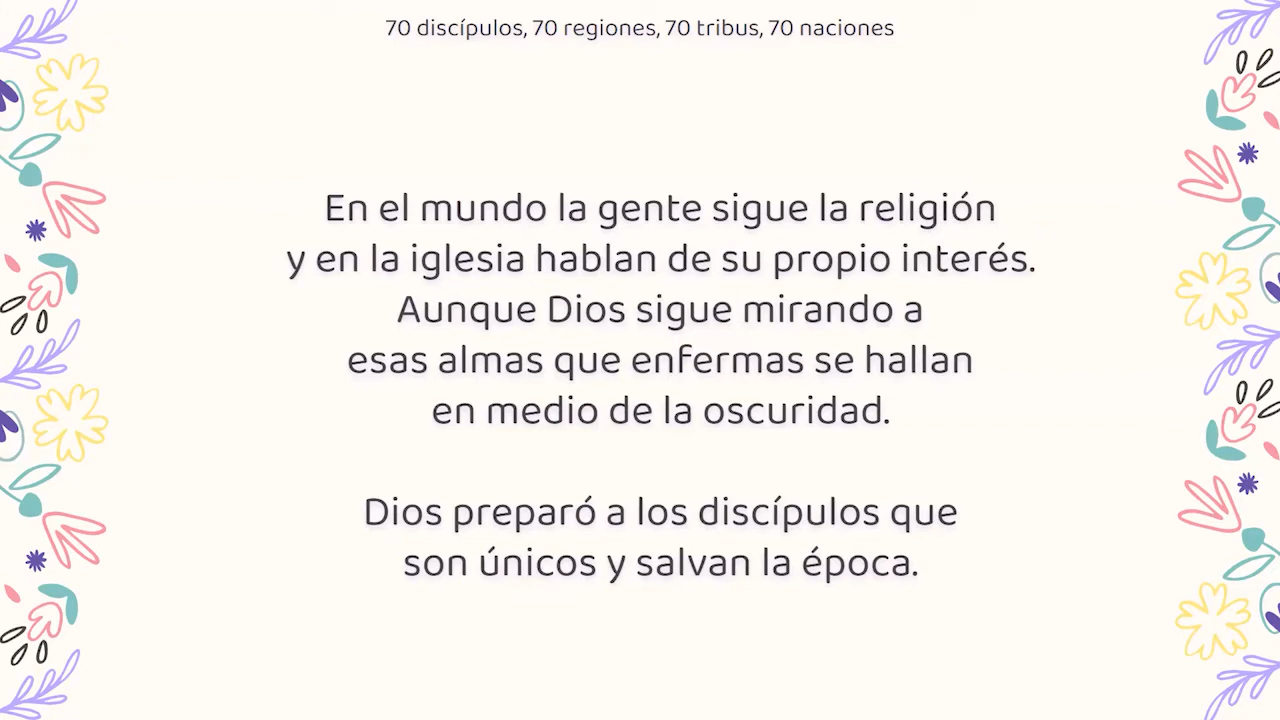 70 discípulos, 70 regiones, 70 tribus, 70 naciones
En el mundo la gente sigue la religión
y en la iglesia hablan de su propio interés.
Aunque Dios sigue mirando a
esas almas que enfermas se hallan
en medio de la oscuridad.
Dios preparó a los discípulos que
son únicos y salvan la época.